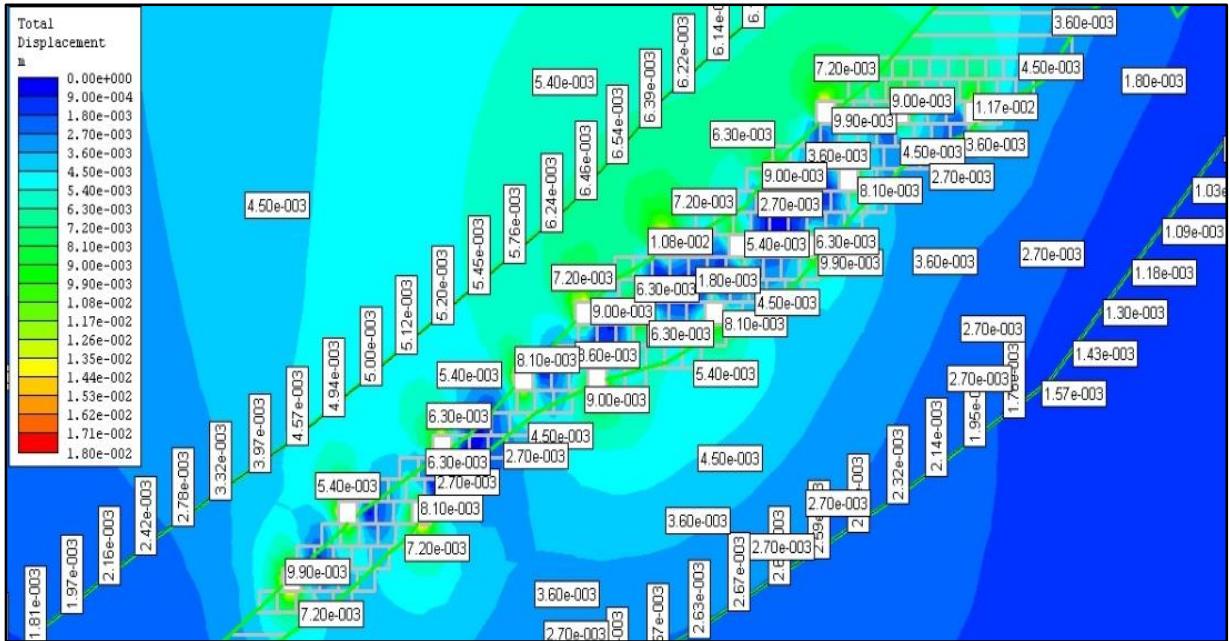 Total
Displacement
m
0.00e+000
9.00e-004
1.80e-003
2.70e-003
3.60e-003
4.50e-003
5.40e-003
6.30e-003
7.20e-003
8.10e-003
9.00e-003
9.90e-003
1.08e-002
1.17e-002
1.26e-002
1.35e-002
1.44e-002
1.53e-002
1.62e-002
1.71e-002
1.80e-002
1.81e-003
1.97e-003
2.16e-003
2.42e-003
2.78e-003
3.32e-003
3.97e-003
4.57e-003
4.94e-003
5.00e-003
5.12e-003
5.20e-003
5.45e-003
5.76e-003
6.24e-003
6.46e-003
6.54e-003
6.39e-003
6.22e-003
6.14e-003
3.60e-003
5.40e-003
7.20e-003
4.50e-003
1.80e-003
9.00e-003
1.17e-002
9.90e-003
6.30e-003
3.60e-003
3.60e-003
4.50e-003
9.00e-003
2.70e-003
8.10e-003
4.50e-003
7.20e-003
2.70e-003
1.08e-002
5.40e-003
6.30e-003
9.90e-003
3.60e-003
2.70e-003
7.20e-003
6.30e-003
1.80e-003
4.50e-003
9.00e-003
6.30e-003
8.10e-003
2.70e-003
8.10e-003
3.60e-003
5.40e-003
5.40e-003
2.70e-003
9.00e-003
6.30e-003
4.50e-003
6.30e-003
2.70e-003
4.50e-003
5.40e-003
2.70e-003
8.10e-003
2.70e-003
3.60e-003
7.20e-003
2.70e-003
9.90e-003
3.60e-003
7.20e-003
2.70e-003
1.09e-003
1.18e-003
1.30e-003
1.43e-003
1.57e-003
2.14e-003
2.32e-003
2.67e-003
2.63e-003